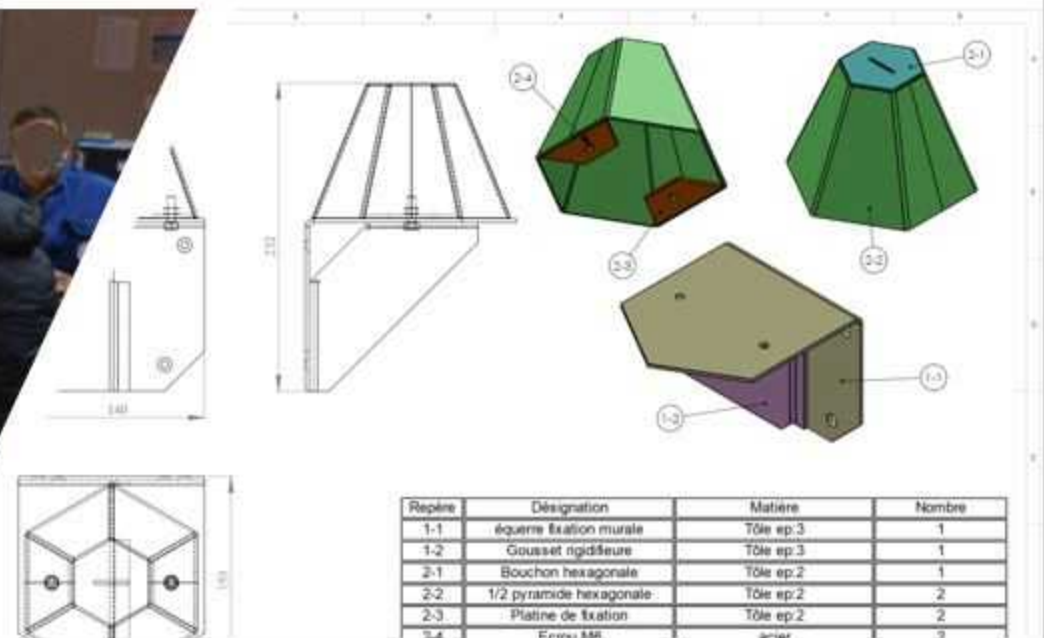 2-4
2-1
232
2-3
2-2
1-1
1-2
140
Repère Désignation Matière Nombre
1-1 équerre fixation murale Tôle ep:3 1
1-2 Gousset rigidifieure Tôle ep:3 1
2-1 Bouchon hexagonale Tôle ep:2 1
2-2 1/2 pyramide hexagonale Tôle ep:2 2
2-3 Platine de fixation Tôle ep:2 2
2-4 Ecrou M6 acier 2